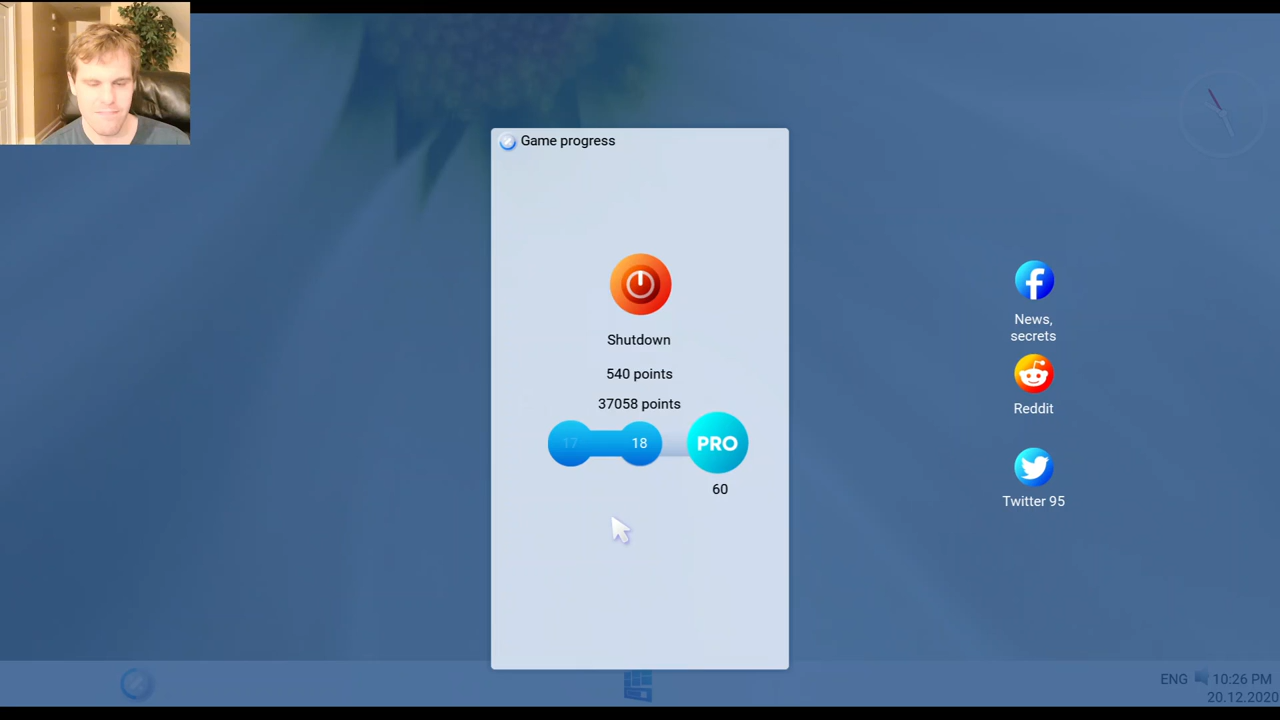 Game progress
Shutdown
540 points
37058 points
17
18
PRO
60
News,
secrets
Reddit
Twitter 95
ENG
10:26 PM
20.12.2020